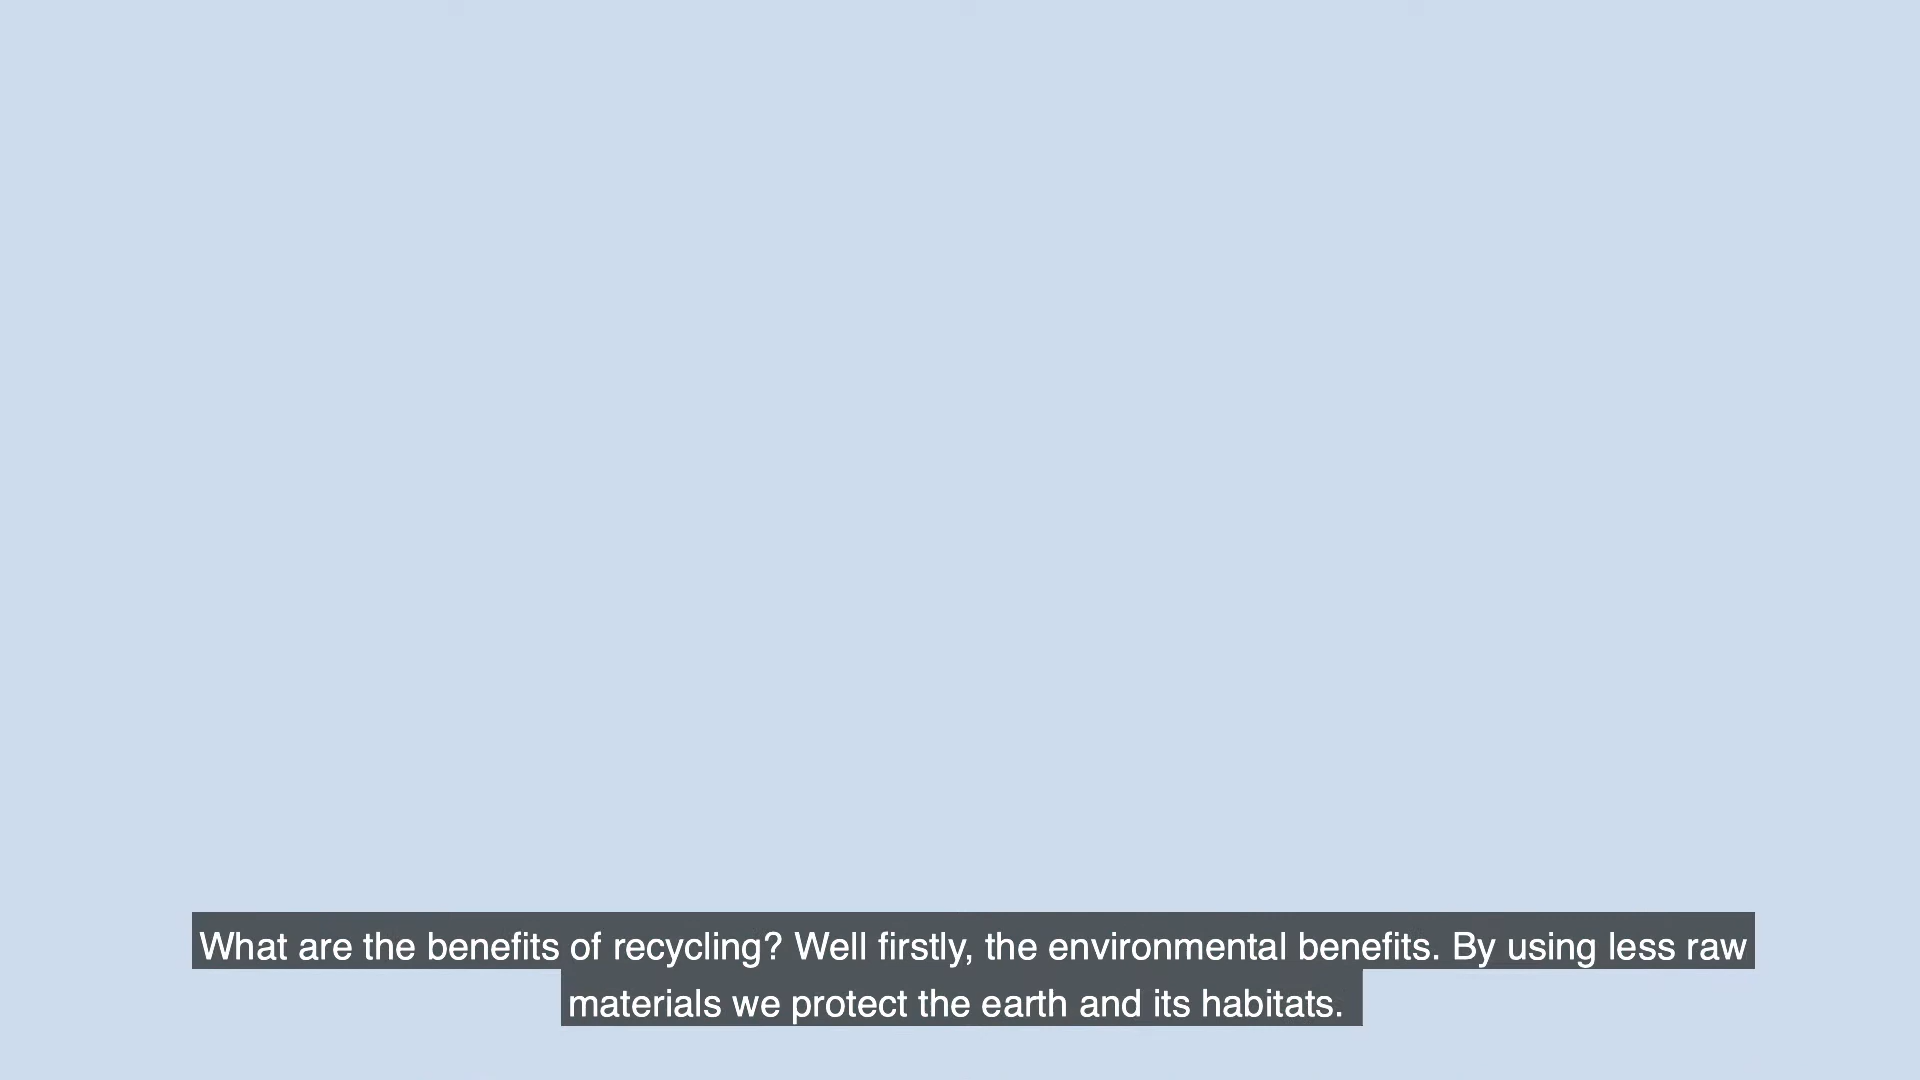 What are the benefits of recycling? Well firstly, the environmental benefits. By using less raw
materials we protect the earth and its habitats.